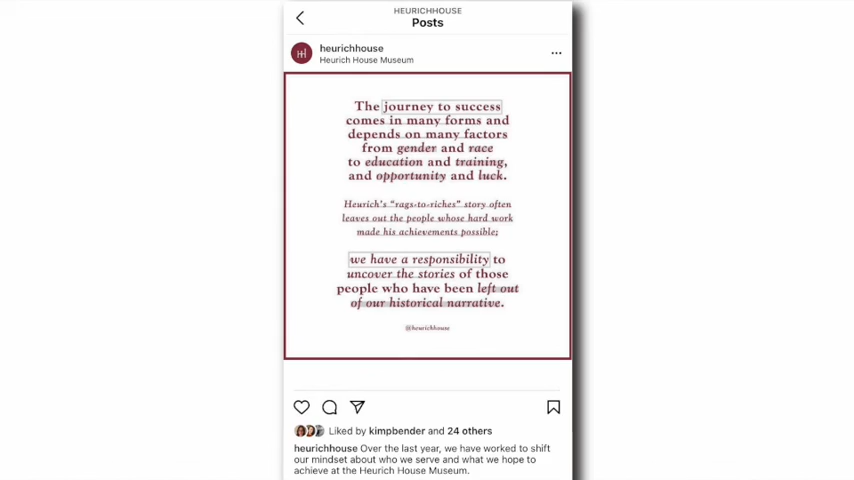 HEURICHHOUSE
Posts
heurichhouse
Heurich House Museum
The journey to success
comes in many forms and
depends on many factors
from gender and race
to education and training,
and opportunity and luck.
Heurich's "rags-to-riches" story often
leaves out the people whose hard work
made his achievements possible;
we have a responsibility to
uncover the stories of those
people who have been left out
of our historical narrative.
@heurichhouse
Liked by kimpbender and 24 others
heurichhouse Over the last year, we have worked to shift
our mindset about who we serve and what we hope to
achieve at the Heurich House Museum.